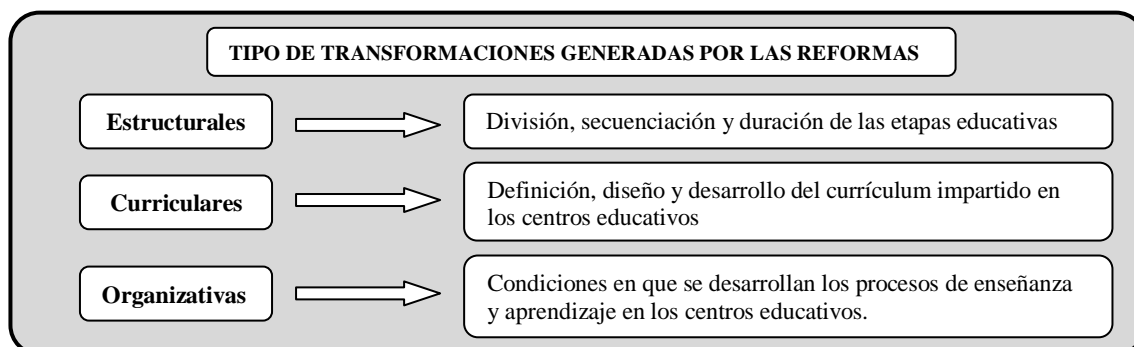 TIPO DE TRANSFORMACIONES GENERADAS POR LAS REFORMAS
Estructurales
División, secuenciación y duración de las etapas educativas
Curriculares
Definición, diseño y desarrollo del currículum impartido en
los centros educativos
Organizativas
Condiciones en que se desarrollan los procesos de enseñanza
y aprendizaje en los centros educativos.